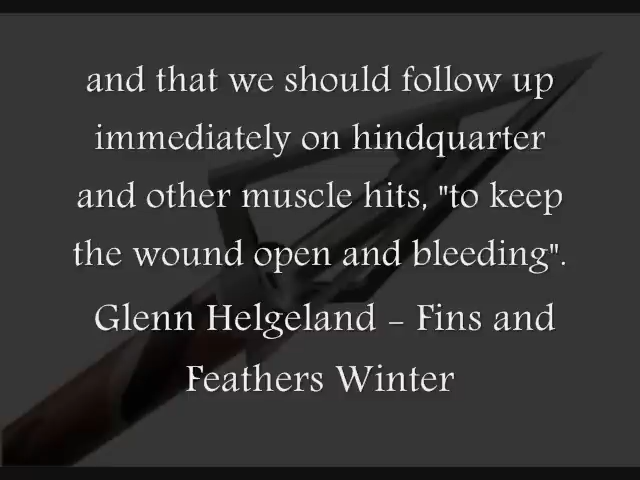 and that we should follow up
immediately on hindquarter
and other muscle hits, "to keep
the wound open and bleeding".
Glenn Helgeland - Fins and
Feathers Winter